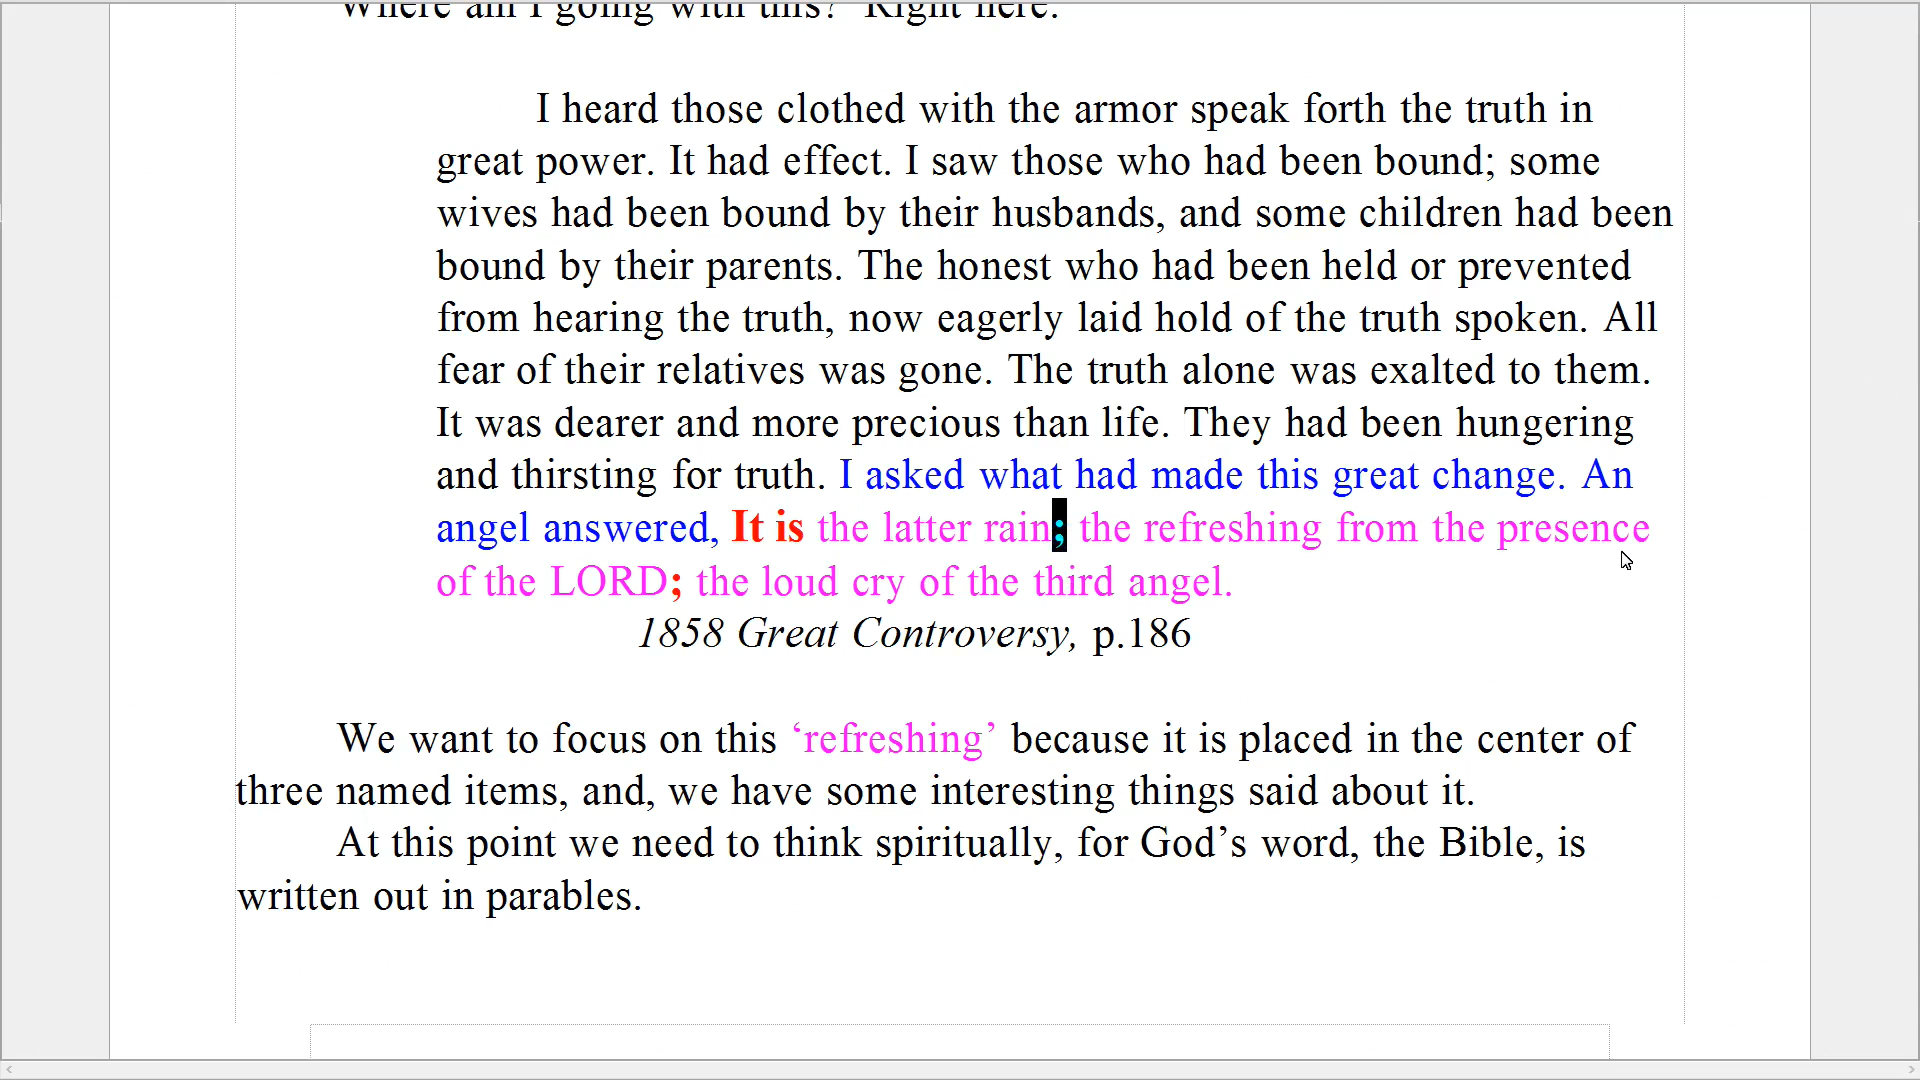 Where am I going with this?  Right here.
I heard those clothed with the armor speak forth the truth in
great power. It had effect. I saw those who had been bound; some
wives had been bound by their husbands, and some children had been
bound by their parents. The honest who had been held or prevented
from hearing the truth, now eagerly laid hold of the truth spoken. All
fear of their relatives was gone. The truth alone was exalted to them.
It was dearer and more precious than life. They had been hungering
and thirsting for truth. I asked what had made this great change. An
angel answered, It is the latter rain; the refreshing from the presence
of the LORD; the loud cry of the third angel.
1858 Great Controversy, p.186
We want to focus on this ‘refreshing’ because it is placed in the center of
three named items, and, we have some interesting things said about it.
At this point we need to think spiritually, for God’s word, the Bible, is
written out in parables.